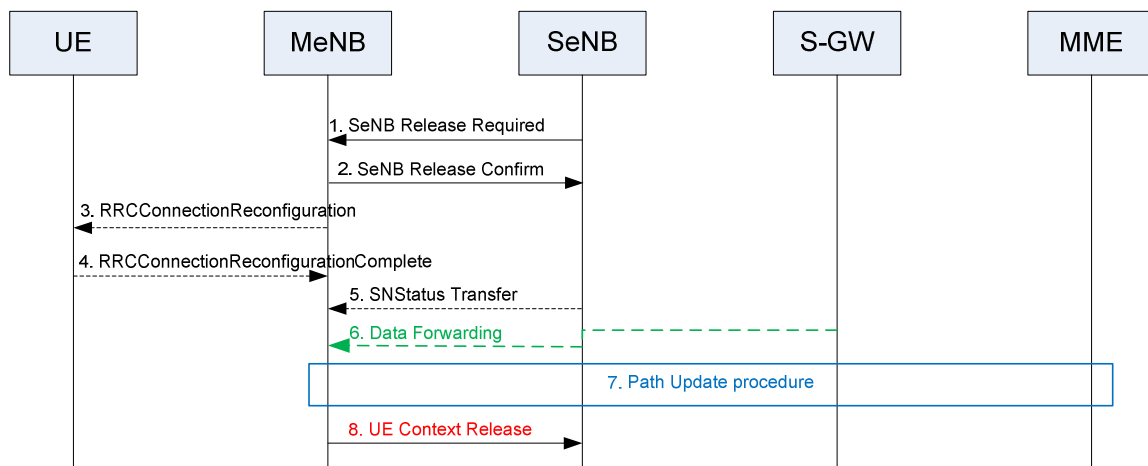 UE
MeNB
SeNB
S-GW
MME
1. SeNB Release Required
2. SeNB Release Confirm
3. RRCConnectionReconfiguration
4. RRCConnectionReconfigurationComplete
5. SNStatus Transfer
6. Data Forwarding
7. Path Update procedure
8. UE Context Release